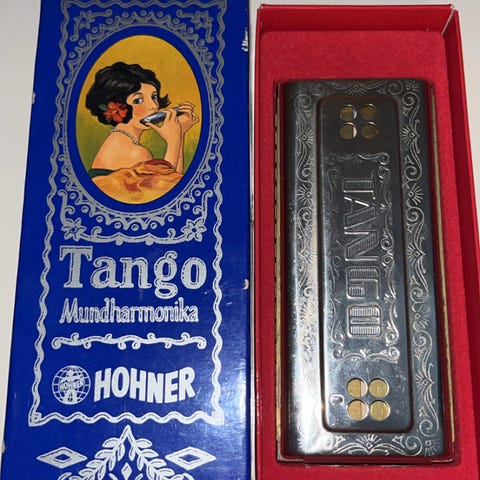 Tango
Mundharmonika
HOHNER
HOHNER
TANGO
C